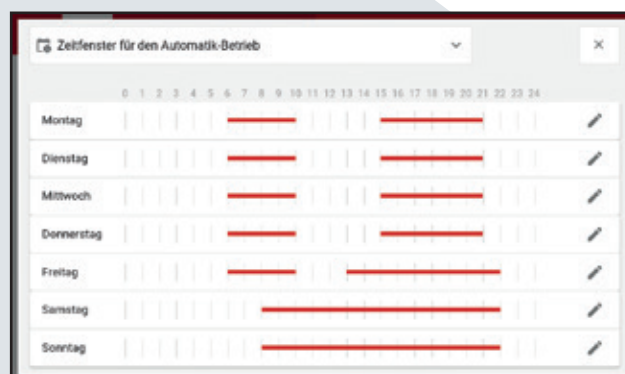 Zeitfenster für den Automatik-Betrieb
0 1 2 3 4 5 6 7 8 9 10 11 12 13 14 15 16 17 18 19 20 21 22 23 24
Montag
Dienstag
Mittwoch
Donnerstag
Freitag
Samstag
Sonntag